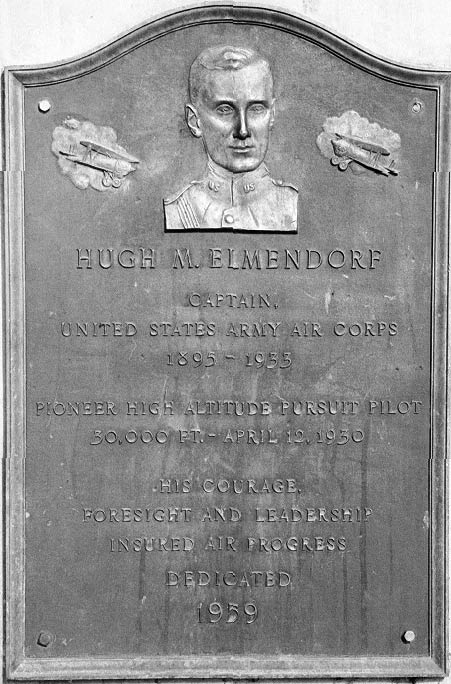 HUGH M. ELMENDORF
CAPTAIN,
UNITED STATES ARMY AIR CORPS
1895 - 1933
PIONEER HIGH ALTITUDE PURSUIT PILOT
30,000 FT. - APRIL 12, 1930
HIS COURAGE,
FORESIGHT AND LEADERSHIP
INSURED AIR PROGRESS
DEDICATED
1959